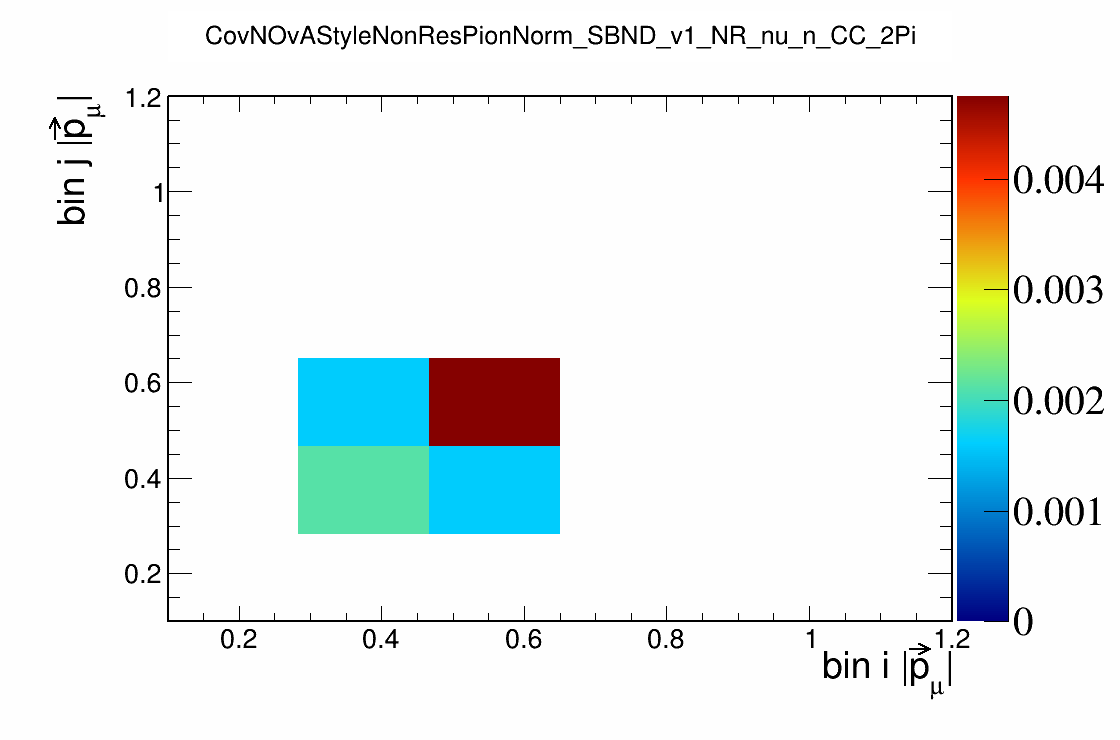 CovNOvAStyleNonResPionNorm_SBND_v1_NR_nu_n_CC_2Pi
bin j |p⃗μ|
1.2
1
0.8
0.6
0.4
0.2
0.2 0.4 0.6 0.8 1 1.2
bin i |p⃗μ|
0.004
0.003
0.002
0.001
0